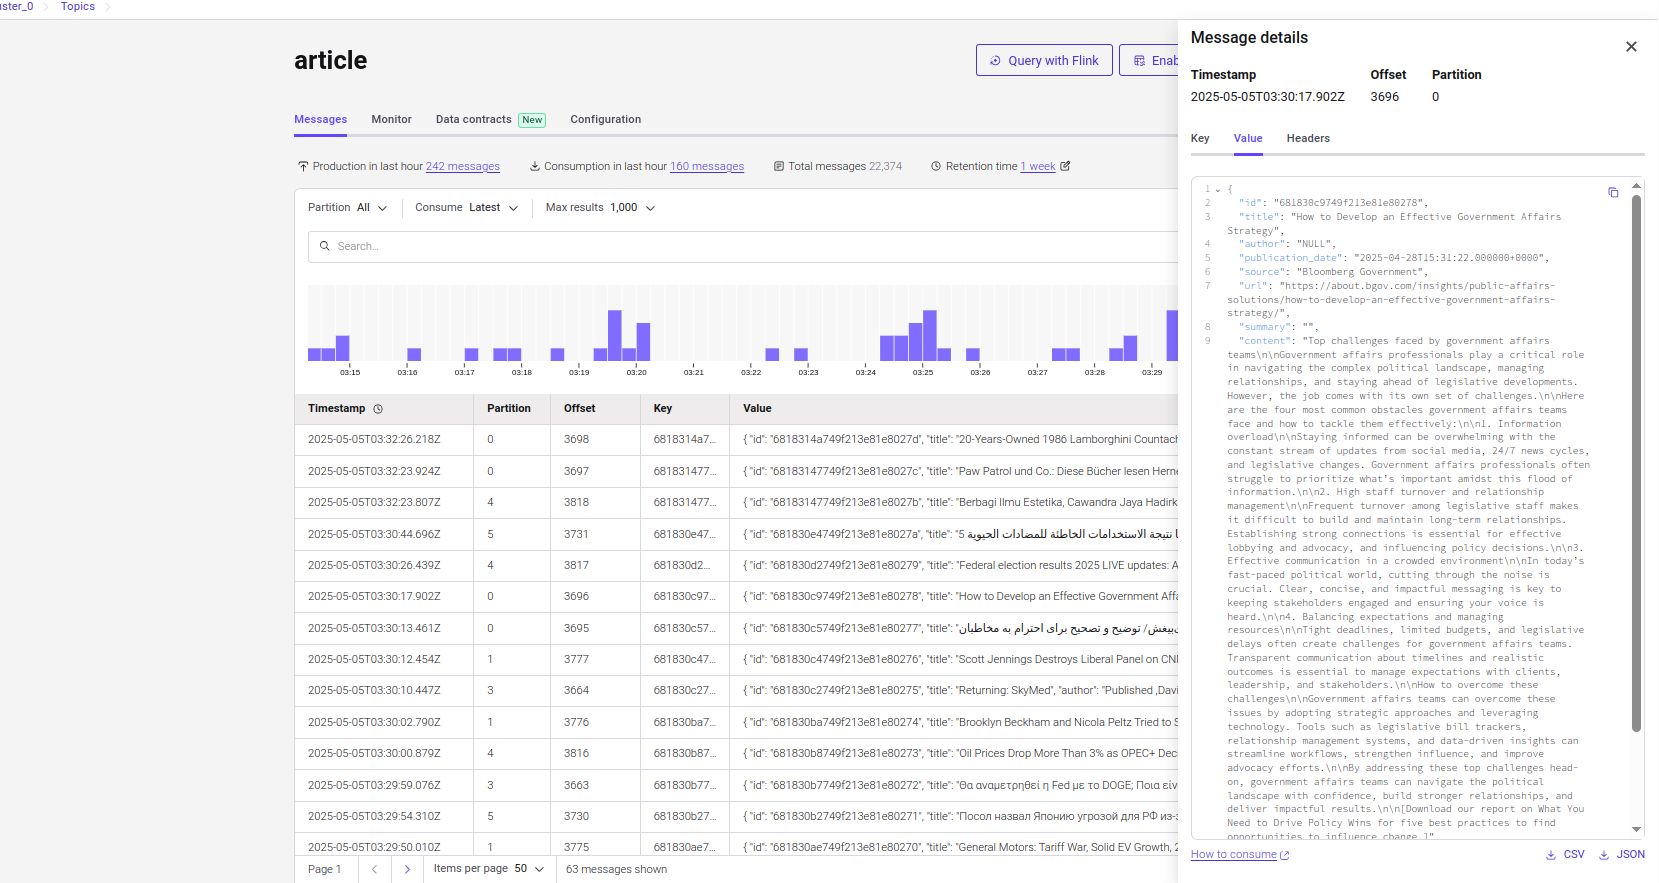 uster_0 > Topics >
article
Query with Flink
Enab
Messages Monitor Data contracts New Configuration
Production in last hour 242 messages Consumption in last hour 160 messages Total messages 22,374 Retention time 1 week
Partition All Consume Latest Max results 1,000
Search...
03:15 03:16 03:17 03:18 03:19 03:20 03:21 03:22 03:23 03:24 03:25 03:26 03:27 03:28 03:29
Timestamp Partition Offset Key Value
2025-05-05T03:32:26.218Z 0 3698 6818314a7... { "id": "6818314a749f213e81e8027d", "title": "20-Years-Owned 1986 Lamborghini Countach
2025-05-05T03:32:23.924Z 0 3697 681831477... { "id": "681831477​49f213e81e8027c", "title": "Paw Patrol und Co.: Diese Bücher lesen Herne
2025-05-05T03:32:23.807Z 4 3818 681831477... { "id": "68183147749f213e81e8027b", "title": "Berbagi Ilmu Estetika, Cawandra Jaya Hadirk
2025-05-05T03:30:44.696Z 5 3731 681830e47... { "id": "681830e4749f213e81e8027a", "title": "5 نتيجة الاستخدامات الخاطئة للمضادات الحيوية
2025-05-05T03:30:26.439Z 4 3817 681830d2... { "id": "681830d2749f213e81e80279", "title": "Federal election results 2025 LIVE updates: A
2025-05-05T03:30:17.902Z 0 3696 681830c97... { "id": "681830c9749f213e81e80278", "title": "How to Develop an Effective Government Affa
2025-05-05T03:30:13.461Z 0 3695 681830c57... { "id": "681830c5749f213e81e80277", "title": "بیغش/ توضیح و تصحیح برای احترام به مخاطبان
2025-05-05T03:30:12.454Z 1 3777 681830c47... { "id": "681830c4749f213e81e80276", "title": "Scott Jennings Destroys Liberal Panel on CNN
2025-05-05T03:30:10.447Z 3 3664 681830c27... { "id": "681830c2749f213e81e80275", "title": "Returning: SkyMed", "author": "Published ,Davi
2025-05-05T03:30:02.790Z 1 3776 681830ba7... { "id": "681830ba749f213e81e80274", "title": "Brooklyn Beckham and Nicola Peltz Tried to S
2025-05-05T03:30:00.879Z 4 3816 681830b87... { "id": "681830b8749f213e81e80273", "title": "Oil Prices Drop More Than 3% as OPEC+ Dec
2025-05-05T03:29:59.076Z 3 3663 681830b77... { "id": "681830b7749f213e81e80272", "title": "Θα αναμετρηθεί η Fed με το DOGE; Ποια είν
2025-05-05T03:29:54.310Z 5 3730 681830b27... { "id": "681830b2749f213e81e80271", "title": "Посол назвал Японию угрозой для РФ из-з
2025-05-05T03:29:50.010Z 1 3775 681830ae7... { "id": "681830ae749f213e81e80270", "title": "General Motors: Tariff War, Solid EV Growth, 2
Page 1 < > Items per page 50 63 messages shown
Message details
Timestamp Offset Partition
2025-05-05T03:30:17.902Z 3696 0
Key Value Headers
1 {
2 "id": "681830c9749f213e81e80278",
3 "title": "How to Develop an Effective Government Affairs
Strategy",
4 "author": "NULL",
5 "publication_date": "2025-04-28T15:31:22.000000+0000",
6 "source": "Bloomberg Government",
7 "url": "https://about.bgov.com/insights/public-affairs-
solutions/how-to-develop-an-effective-government-affairs-
strategy/",
8 "summary": "",
9 "content": "Top challenges faced by government affairs
teams\n\nGovernment affairs professionals play a critical role
in navigating the complex political landscape, managing
relationships, and staying ahead of legislative developments.
However, the job comes with its own set of challenges.\n\nHere
are the four most common obstacles government affairs teams
face and how to tackle them effectively:\n\n1. Information
overload\n\nStaying informed can be overwhelming with the
constant stream of updates from social media, 24/7 news cycles,
and legislative changes. Government affairs professionals often
struggle to prioritize what's important amidst this flood of
information.\n\n2. High staff turnover and relationship
management\n\nFrequent turnover among legislative staff makes
it difficult to build and maintain long-term relationships.
Establishing strong connections is essential for effective
lobbying and advocacy, and influencing policy decisions.\n\n3.
Effective communication in a crowded environment\n\nIn today's
fast-paced political world, cutting through the noise is
crucial. Clear, concise, and impactful messaging is key to
keeping stakeholders engaged and ensuring your voice is
heard.\n\n4. Balancing expectations and managing
resources\n\nTight deadlines, limited budgets, and legislative
delays often create challenges for government affairs teams.
Transparent communication about timelines and realistic
outcomes is essential to manage expectations with clients,
leadership, and stakeholders.\n\nHow to overcome these
challenges\n\nGovernment affairs teams can overcome these
issues by adopting strategic approaches and leveraging
technology. Tools such as legislative bill trackers,
relationship management systems, and data-driven insights can
streamline workflows, strengthen influence, and improve
advocacy efforts.\n\nBy addressing these top challenges head-
on, government affairs teams can navigate the political
landscape with confidence, build stronger relationships, and
deliver impactful results.\n\n[Download our report on What You
Need to Drive Policy Wins for five best practices to find
opportunities to influence change.]"
How to consume
CSV JSON